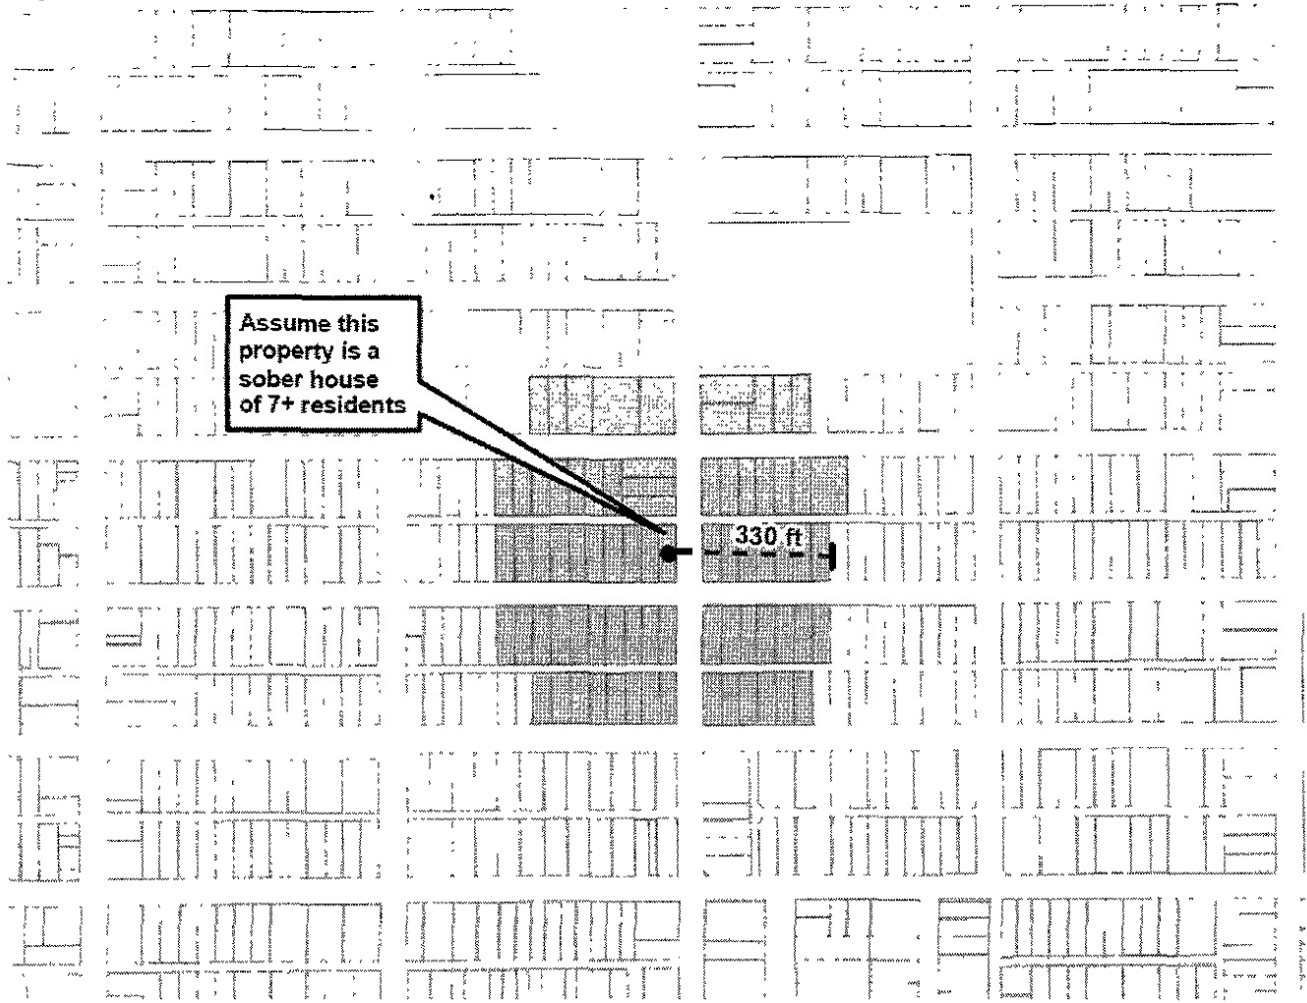 Assume this
property is a
sober house
of 7+ residents
330 ft